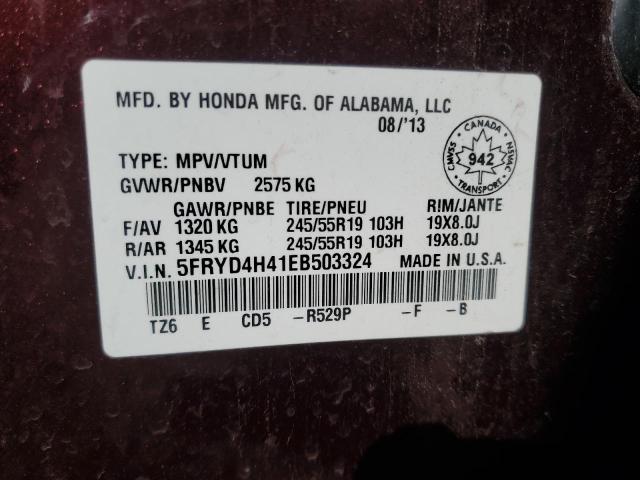 MFD. BY HONDA MFG. OF ALABAMA, LLC
08/'13
CANADA
CMVSS NSVAC
942
TRANSPORT
TYPE: MPV/VTUM
GVWR/PNBV 2575 KG
GAWR/PNBE TIRE/PNEU RIM/JANTE
F/AV 1320 KG 245/55R19 103H 19X8.0J
R/AR 1345 KG 245/55R19 103H 19X8.0J
V.I.N. 5FRYD4H41EB503324 MADE IN U.S.A.
TZ6 E CD5 -R529P -F -B